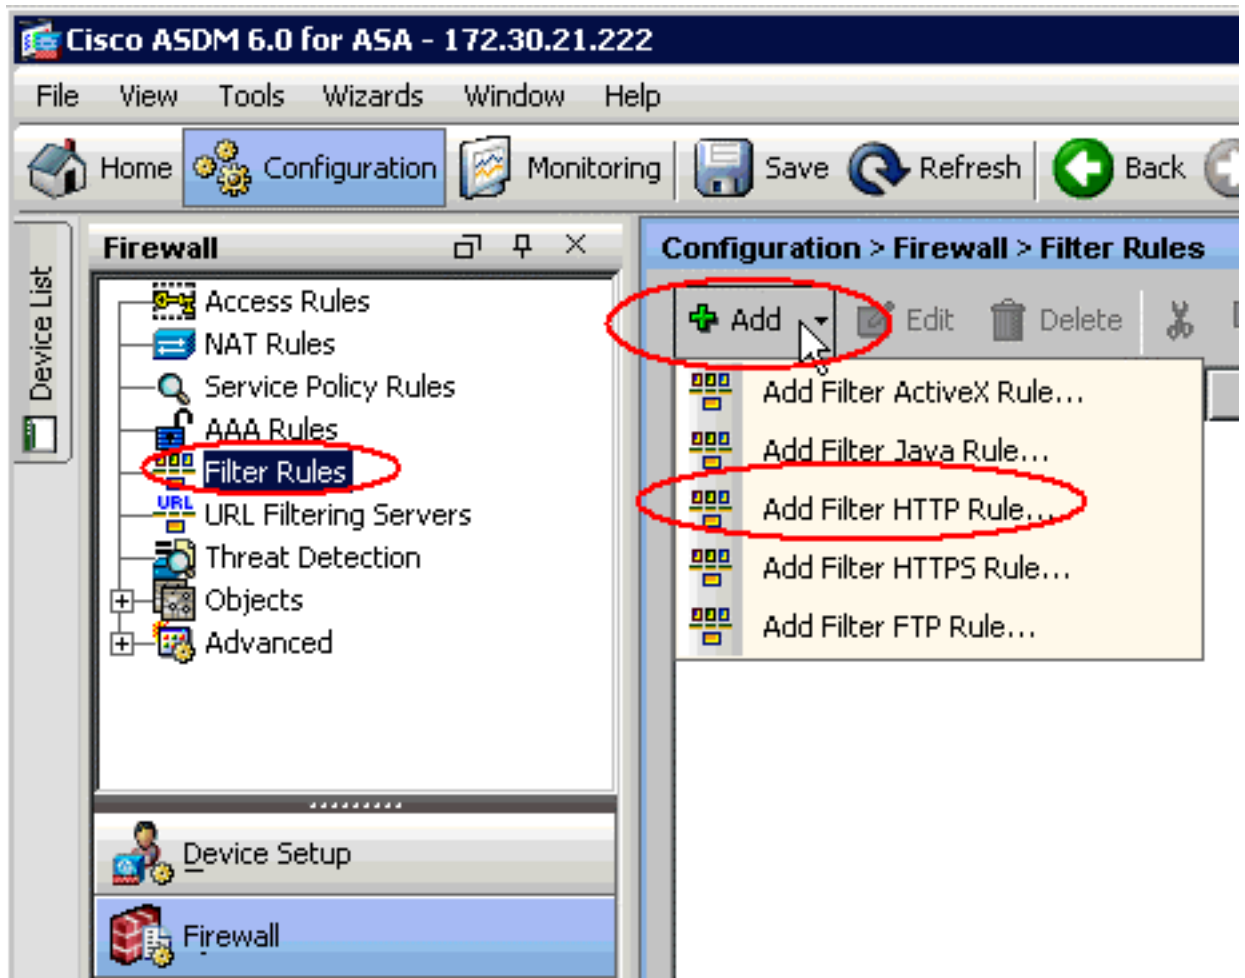 Cisco ASDM 6.0 for ASA - 172.30.21.222
File View Tools Wizards Window Help
Home Configuration Monitoring Save Refresh Back
Device List
Firewall
Access Rules
NAT Rules
Service Policy Rules
AAA Rules
Filter Rules
URL URL Filtering Servers
Threat Detection
Objects
Advanced
Device Setup
Firewall
Configuration > Firewall > Filter Rules
Add Edit Delete
Add Filter ActiveX Rule...
Add Filter Java Rule...
Add Filter HTTP Rule...
Add Filter HTTPS Rule...
Add Filter FTP Rule...